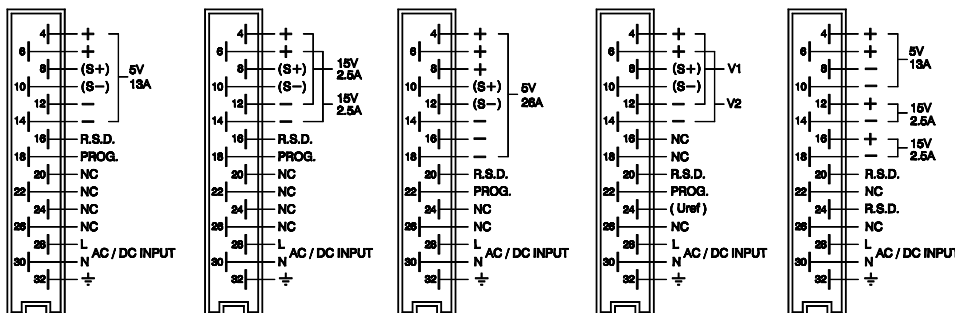 4 +
6 +
8 (S+)
10 (S−)
12 −
14 −
5V
13A
16 R.S.D.
18 PROG.
20 NC
22 NC
24 NC
26 NC
28 L
AC / DC INPUT
30 N
32
4 +
6 +
8 (S+)
10 (S−)
12 −
14 −
15V
2.5A
15V
2.5A
16 R.S.D.
18 PROG.
20 NC
22 NC
24 NC
26 NC
28 L
AC / DC INPUT
30 N
32
4 +
6 +
8 +
10 (S+)
12 (S−)
14 −
16 −
18 −
5V
26A
20 R.S.D.
22 PROG.
24 NC
26 NC
28 L
AC / DC INPUT
30 N
32
4 +
6 +
8 (S+)
10 (S−)
12 −
14 −
V1
V2
16 NC
18 NC
20 R.S.D.
22 PROG.
24 (Uref)
26 NC
28 L
AC / DC INPUT
30 N
32
4 +
6 +
8 −
10 −
5V
13A
12 +
14 −
15V
2.5A
16 +
18 −
15V
2.5A
20 R.S.D.
22 NC
24 R.S.D.
26 NC
28 L
AC / DC INPUT
30 N
32